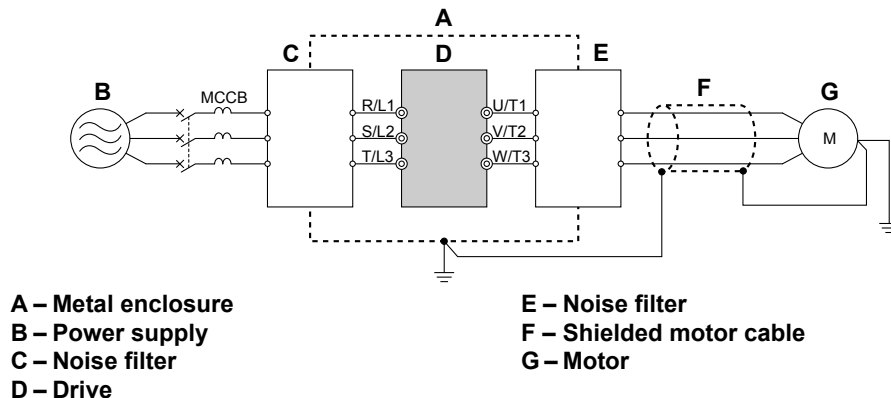 A
C
D
E
B
MCCB
F
G
R/L1
U/T1
S/L2
V/T2
M
T/L3
W/T3
A – Metal enclosure
B – Power supply
C – Noise filter
D – Drive
E – Noise filter
F – Shielded motor cable
G – Motor